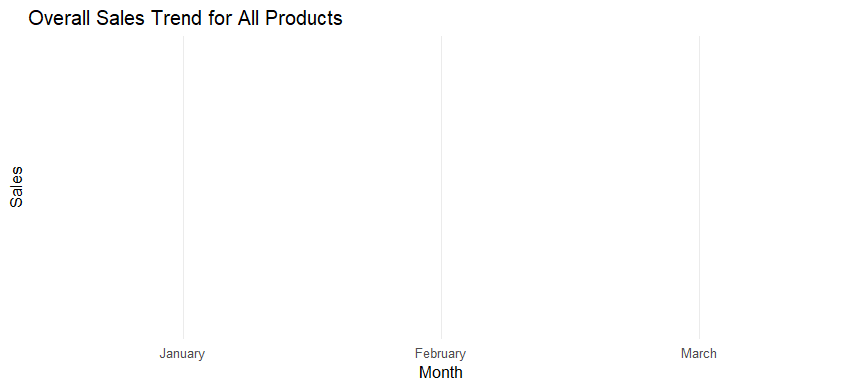 Overall Sales Trend for All Products
Sales
January February March
Month